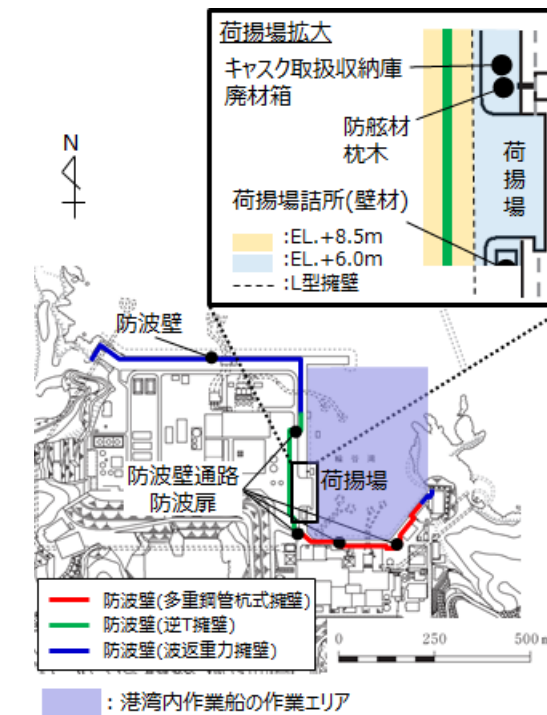 荷揚場拡大
キャスク取扱収納庫
廃材箱
防舷材
枕木
荷揚場
荷揚場詰所(壁材)
:EL.+8.5m
:EL.+6.0m
:L型擁壁
N
防波壁
防波壁通路
防波扉
荷揚場
防波壁(多重鋼管杭式擁壁)
防波壁(逆T擁壁)
防波壁(波返重力擁壁)
0 250 500 m
:港湾内作業船の作業エリア